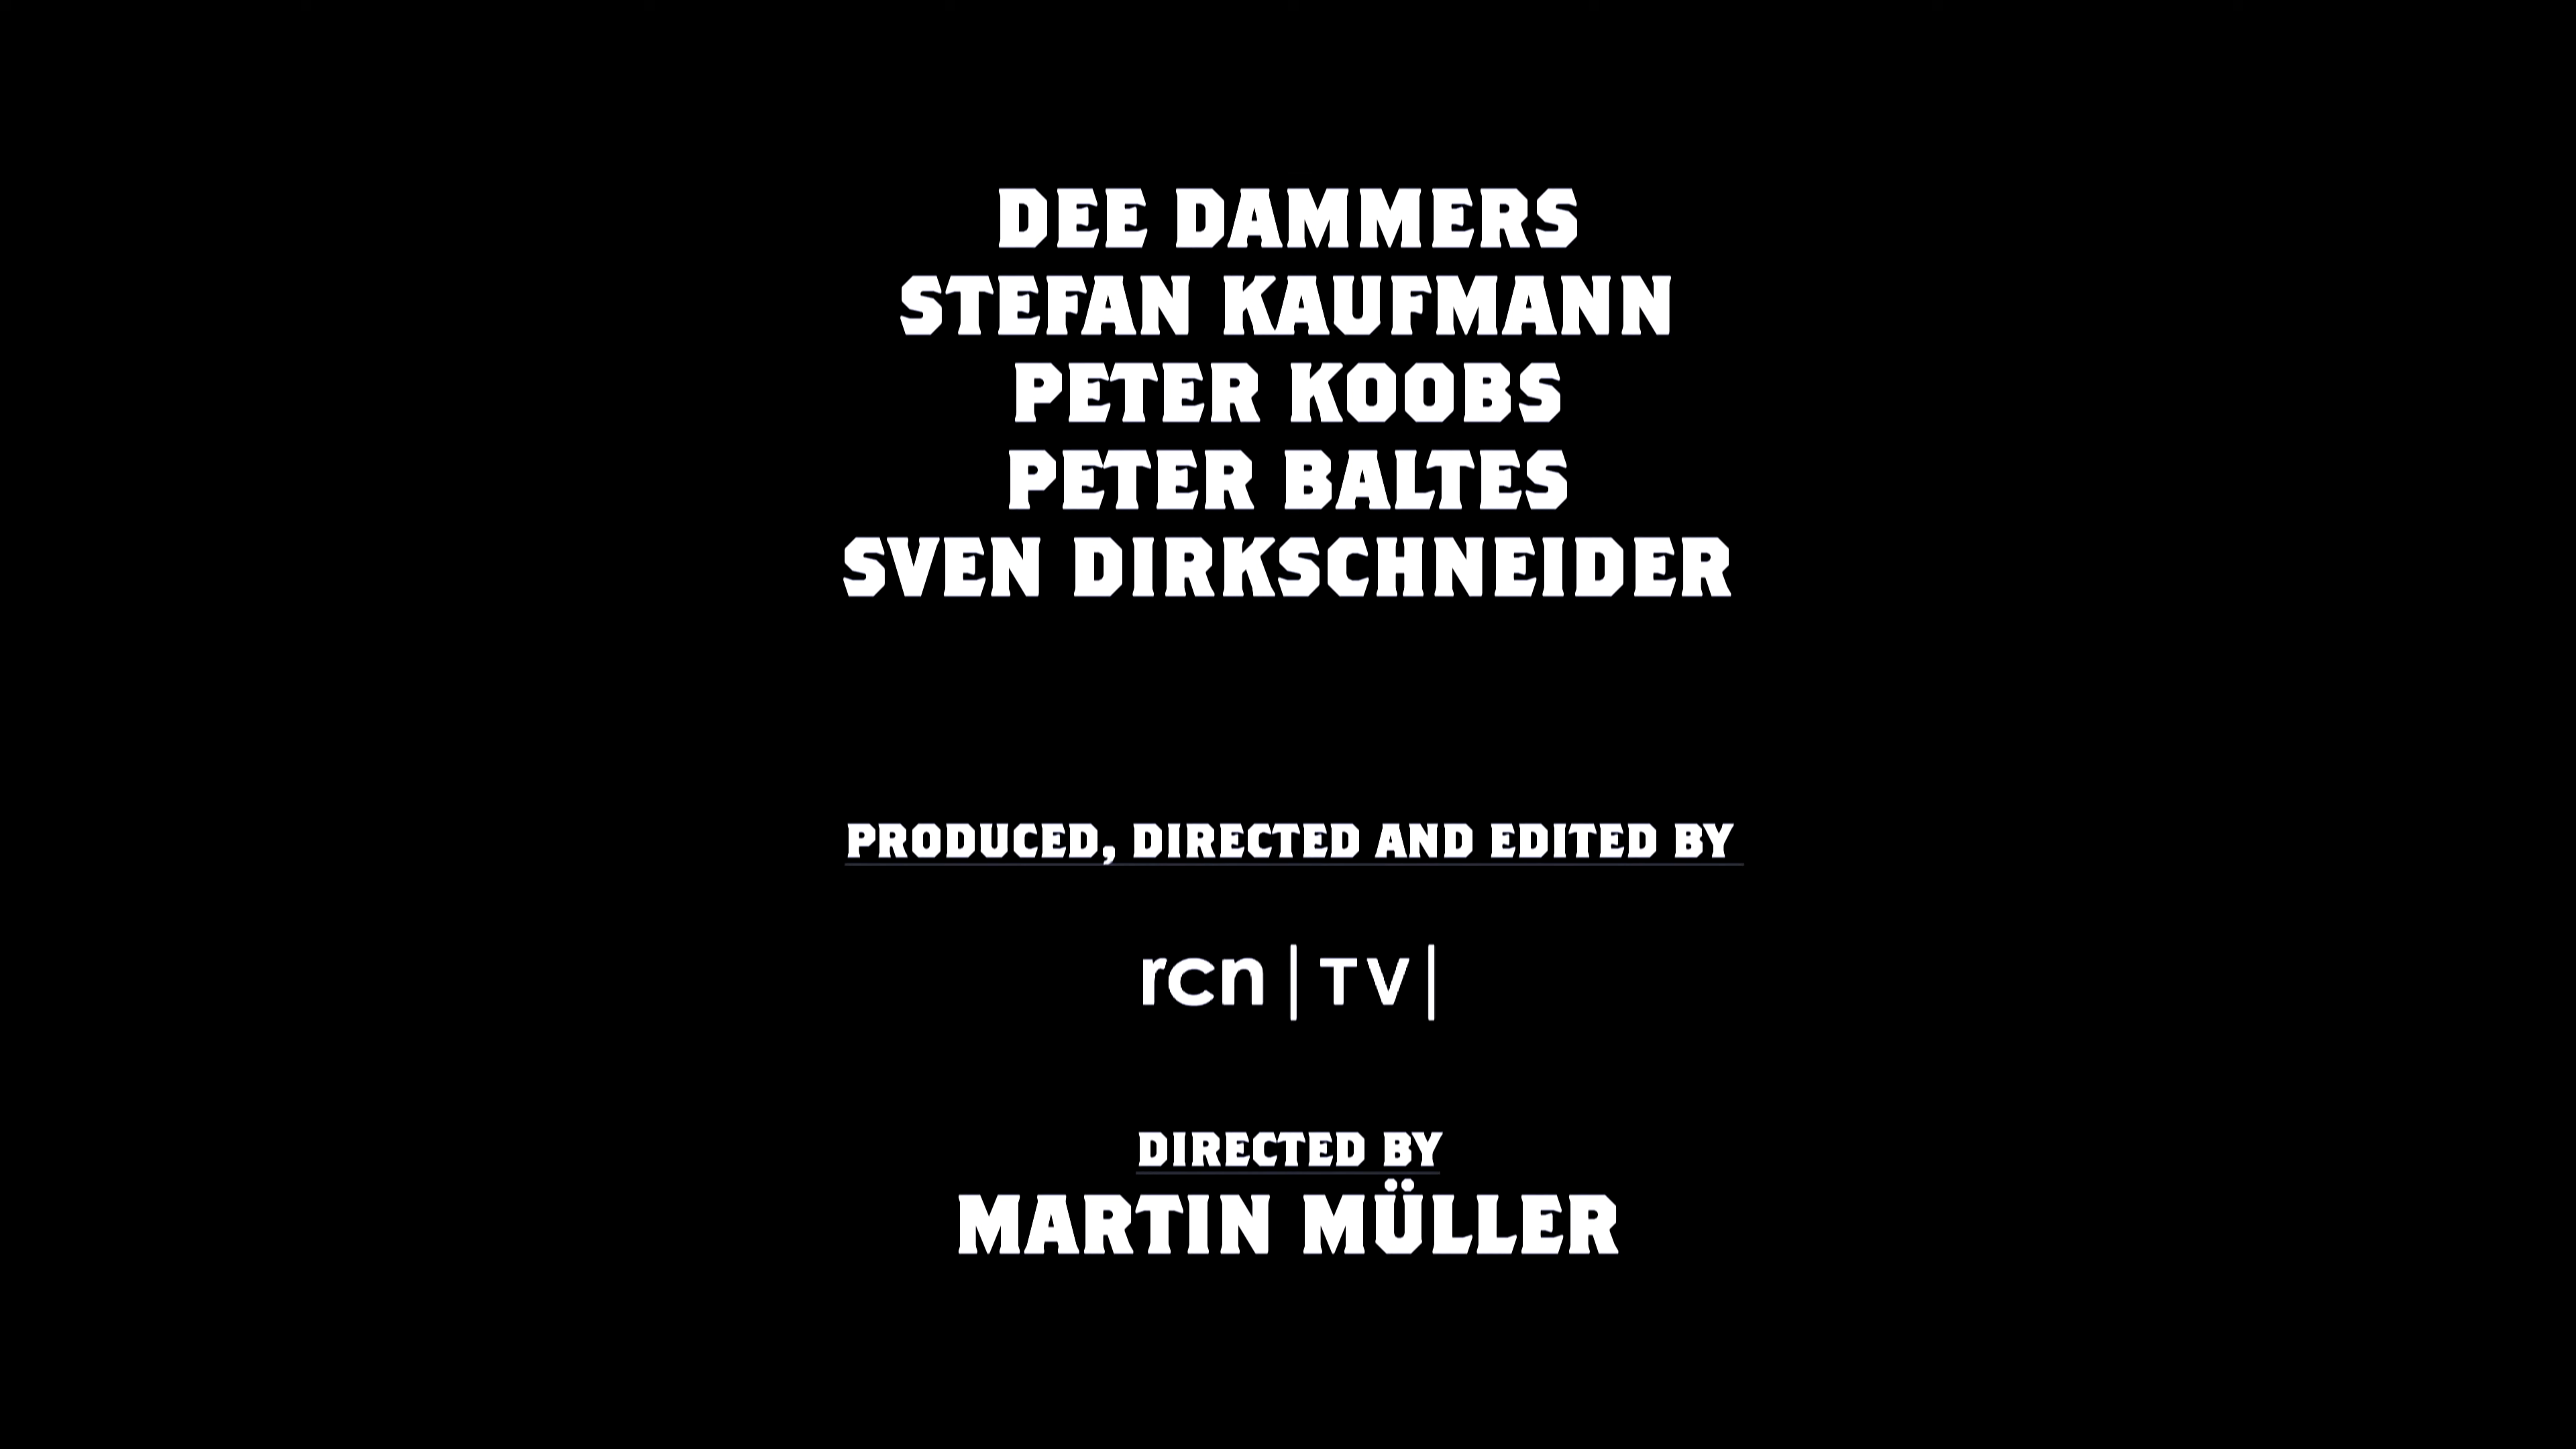 DEE DAMMERS
STEFAN KAUFMANN
PETER KOOBS
PETER BALTES
SVEN DIRKSCHNEIDER
PRODUCED, DIRECTED AND EDITED BY
rcn|TV|
DIRECTED BY
MARTIN MÜLLER